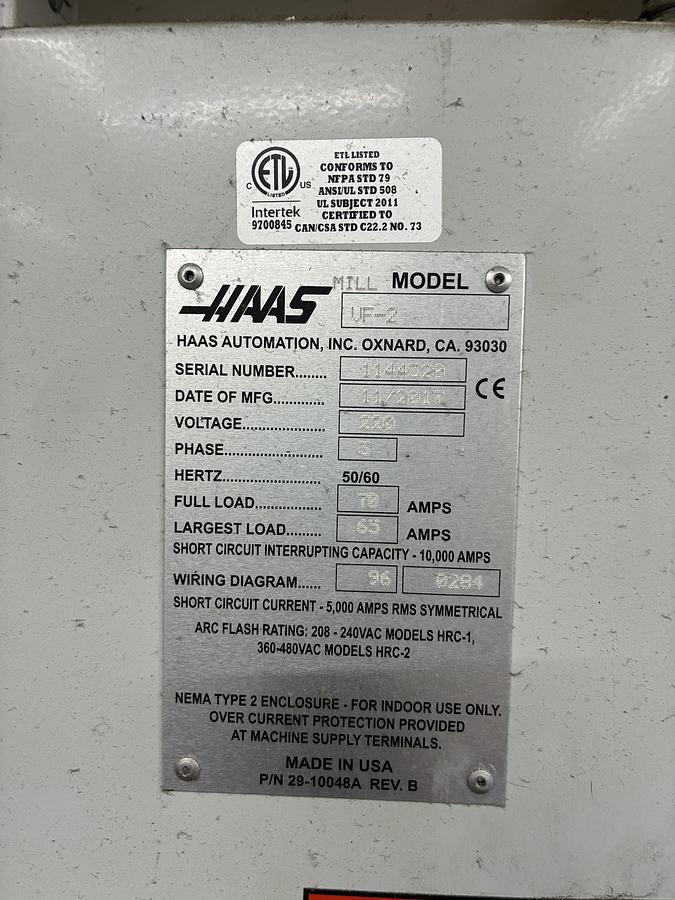 ETL LISTED
CONFORMS TO
NFPA STD 79
ANSI/UL STD 508
UL SUBJECT 2011
CERTIFIED TO
CAN/CSA STD C22.2 NO. 73
C ETL US
LISTED
Intertek
9700845
MILL MODEL
HAAS VF-2
HAAS AUTOMATION, INC. OXNARD, CA. 93030
SERIAL NUMBER........ 1144520
CE
DATE OF MFG............ 11/2017
VOLTAGE.................... 220
PHASE........................ 3
HERTZ........................ 50/60
FULL LOAD................ 70 AMPS
LARGEST LOAD......... 65 AMPS
SHORT CIRCUIT INTERRUPTING CAPACITY - 10,000 AMPS
WIRING DIAGRAM...... 96 0284
SHORT CIRCUIT CURRENT - 5,000 AMPS RMS SYMMETRICAL
ARC FLASH RATING: 208 - 240VAC MODELS HRC-1,
360-480VAC MODELS HRC-2
NEMA TYPE 2 ENCLOSURE - FOR INDOOR USE ONLY.
OVER CURRENT PROTECTION PROVIDED
AT MACHINE SUPPLY TERMINALS.
MADE IN USA
P/N 29-10048A REV. B